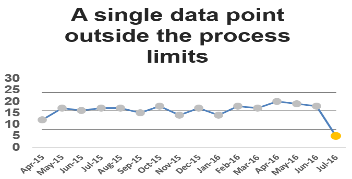 A single data point
outside the process
limits
30
25
20
15
10
5
0
Apr-15 May-15 Jun-15 Jul-15 Aug-15 Sep-15 Oct-15 Nov-15 Dec-15 Jan-16 Feb-16 Mar-16 Apr-16 May-16 Jun-16 Jul-16